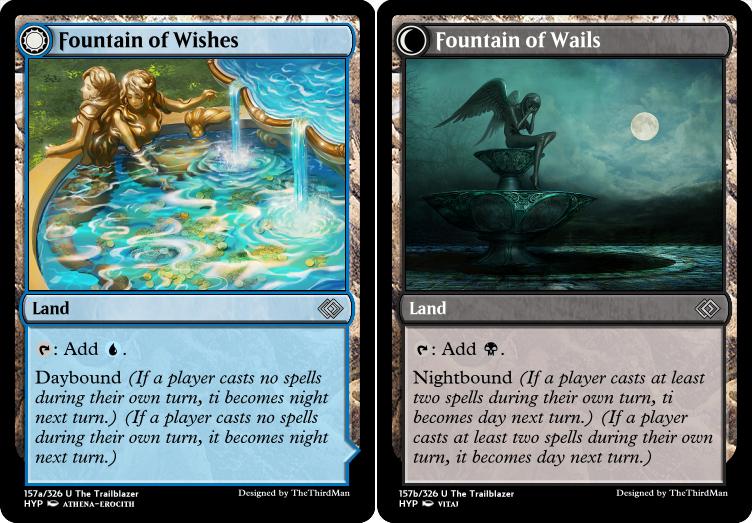 Fountain of Wishes
Land
: Add .
Daybound (If a player casts no spells
during their own turn, ti becomes night
next turn.) (If a player casts no spells
during their own turn, it becomes night
next turn.)
157a/326 U The Trailblazer
HYP ATHENA-EROCITH
Designed by TheThirdMan
Fountain of Wails
Land
: Add .
Nightbound (If a player casts at least
two spells during their own turn, ti
becomes day next turn.) (If a player
casts at least two spells during their own
turn, it becomes day next turn.)
157b/326 U The Trailblazer
HYP VITAJ
Designed by TheThirdMan